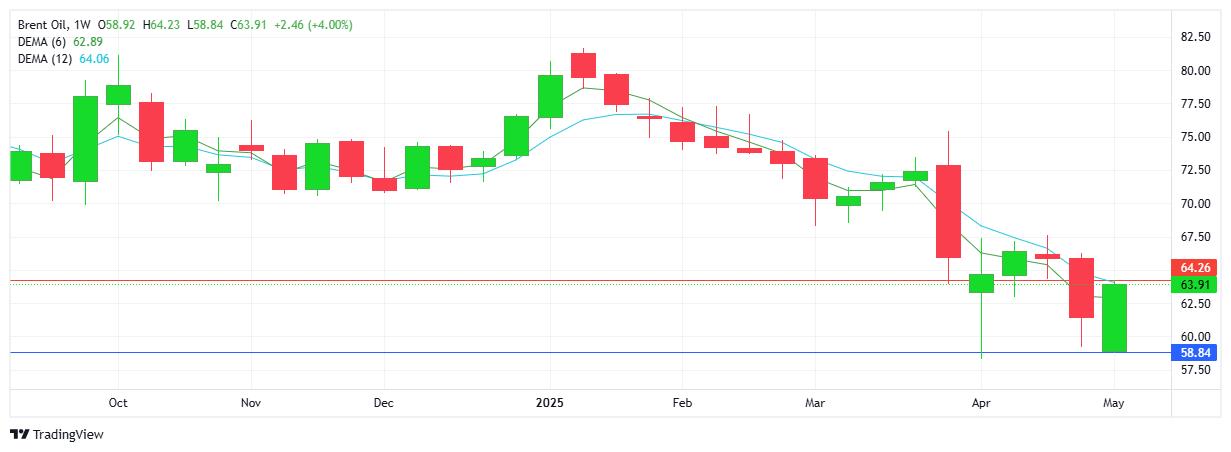 Brent Oil, 1W O58.92 H64.23 L58.84 C63.91 +2.46 (+4.00%)
DEMA (6) 62.89
DEMA (12) 64.06
82.50
80.00
77.50
75.00
72.50
70.00
67.50
64.26
63.91
62.50
60.00
58.84
57.50
Oct Nov Dec 2025 Feb Mar Apr May
TradingView